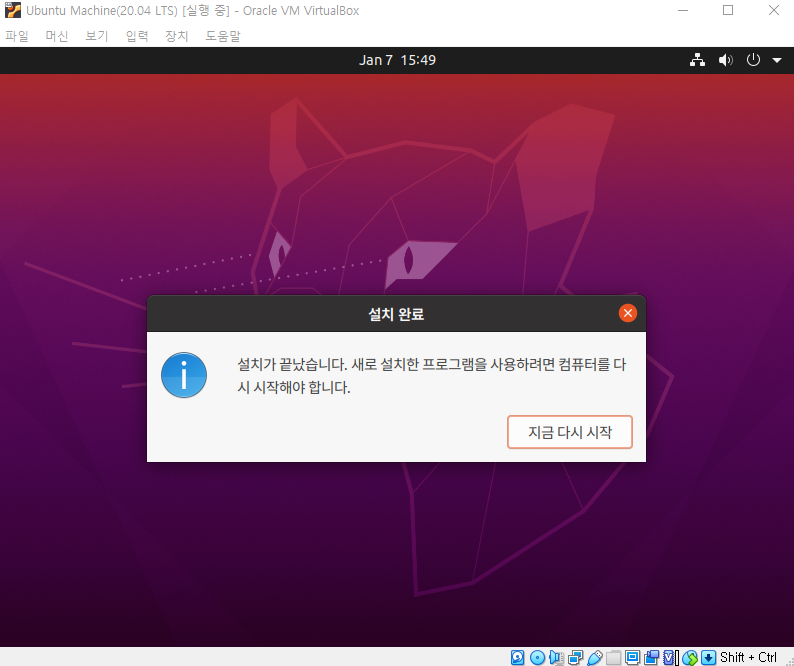 Ubuntu Machine(20.04 LTS) [실행 중] - Oracle VM VirtualBox
파일 머신 보기 입력 장치 도움말
Jan 7 15:49
설치 완료
설치가 끝났습니다. 새로 설치한 프로그램을 사용하려면 컴퓨터를 다
시 시작해야 합니다.
지금 다시 시작
Shift + Ctrl